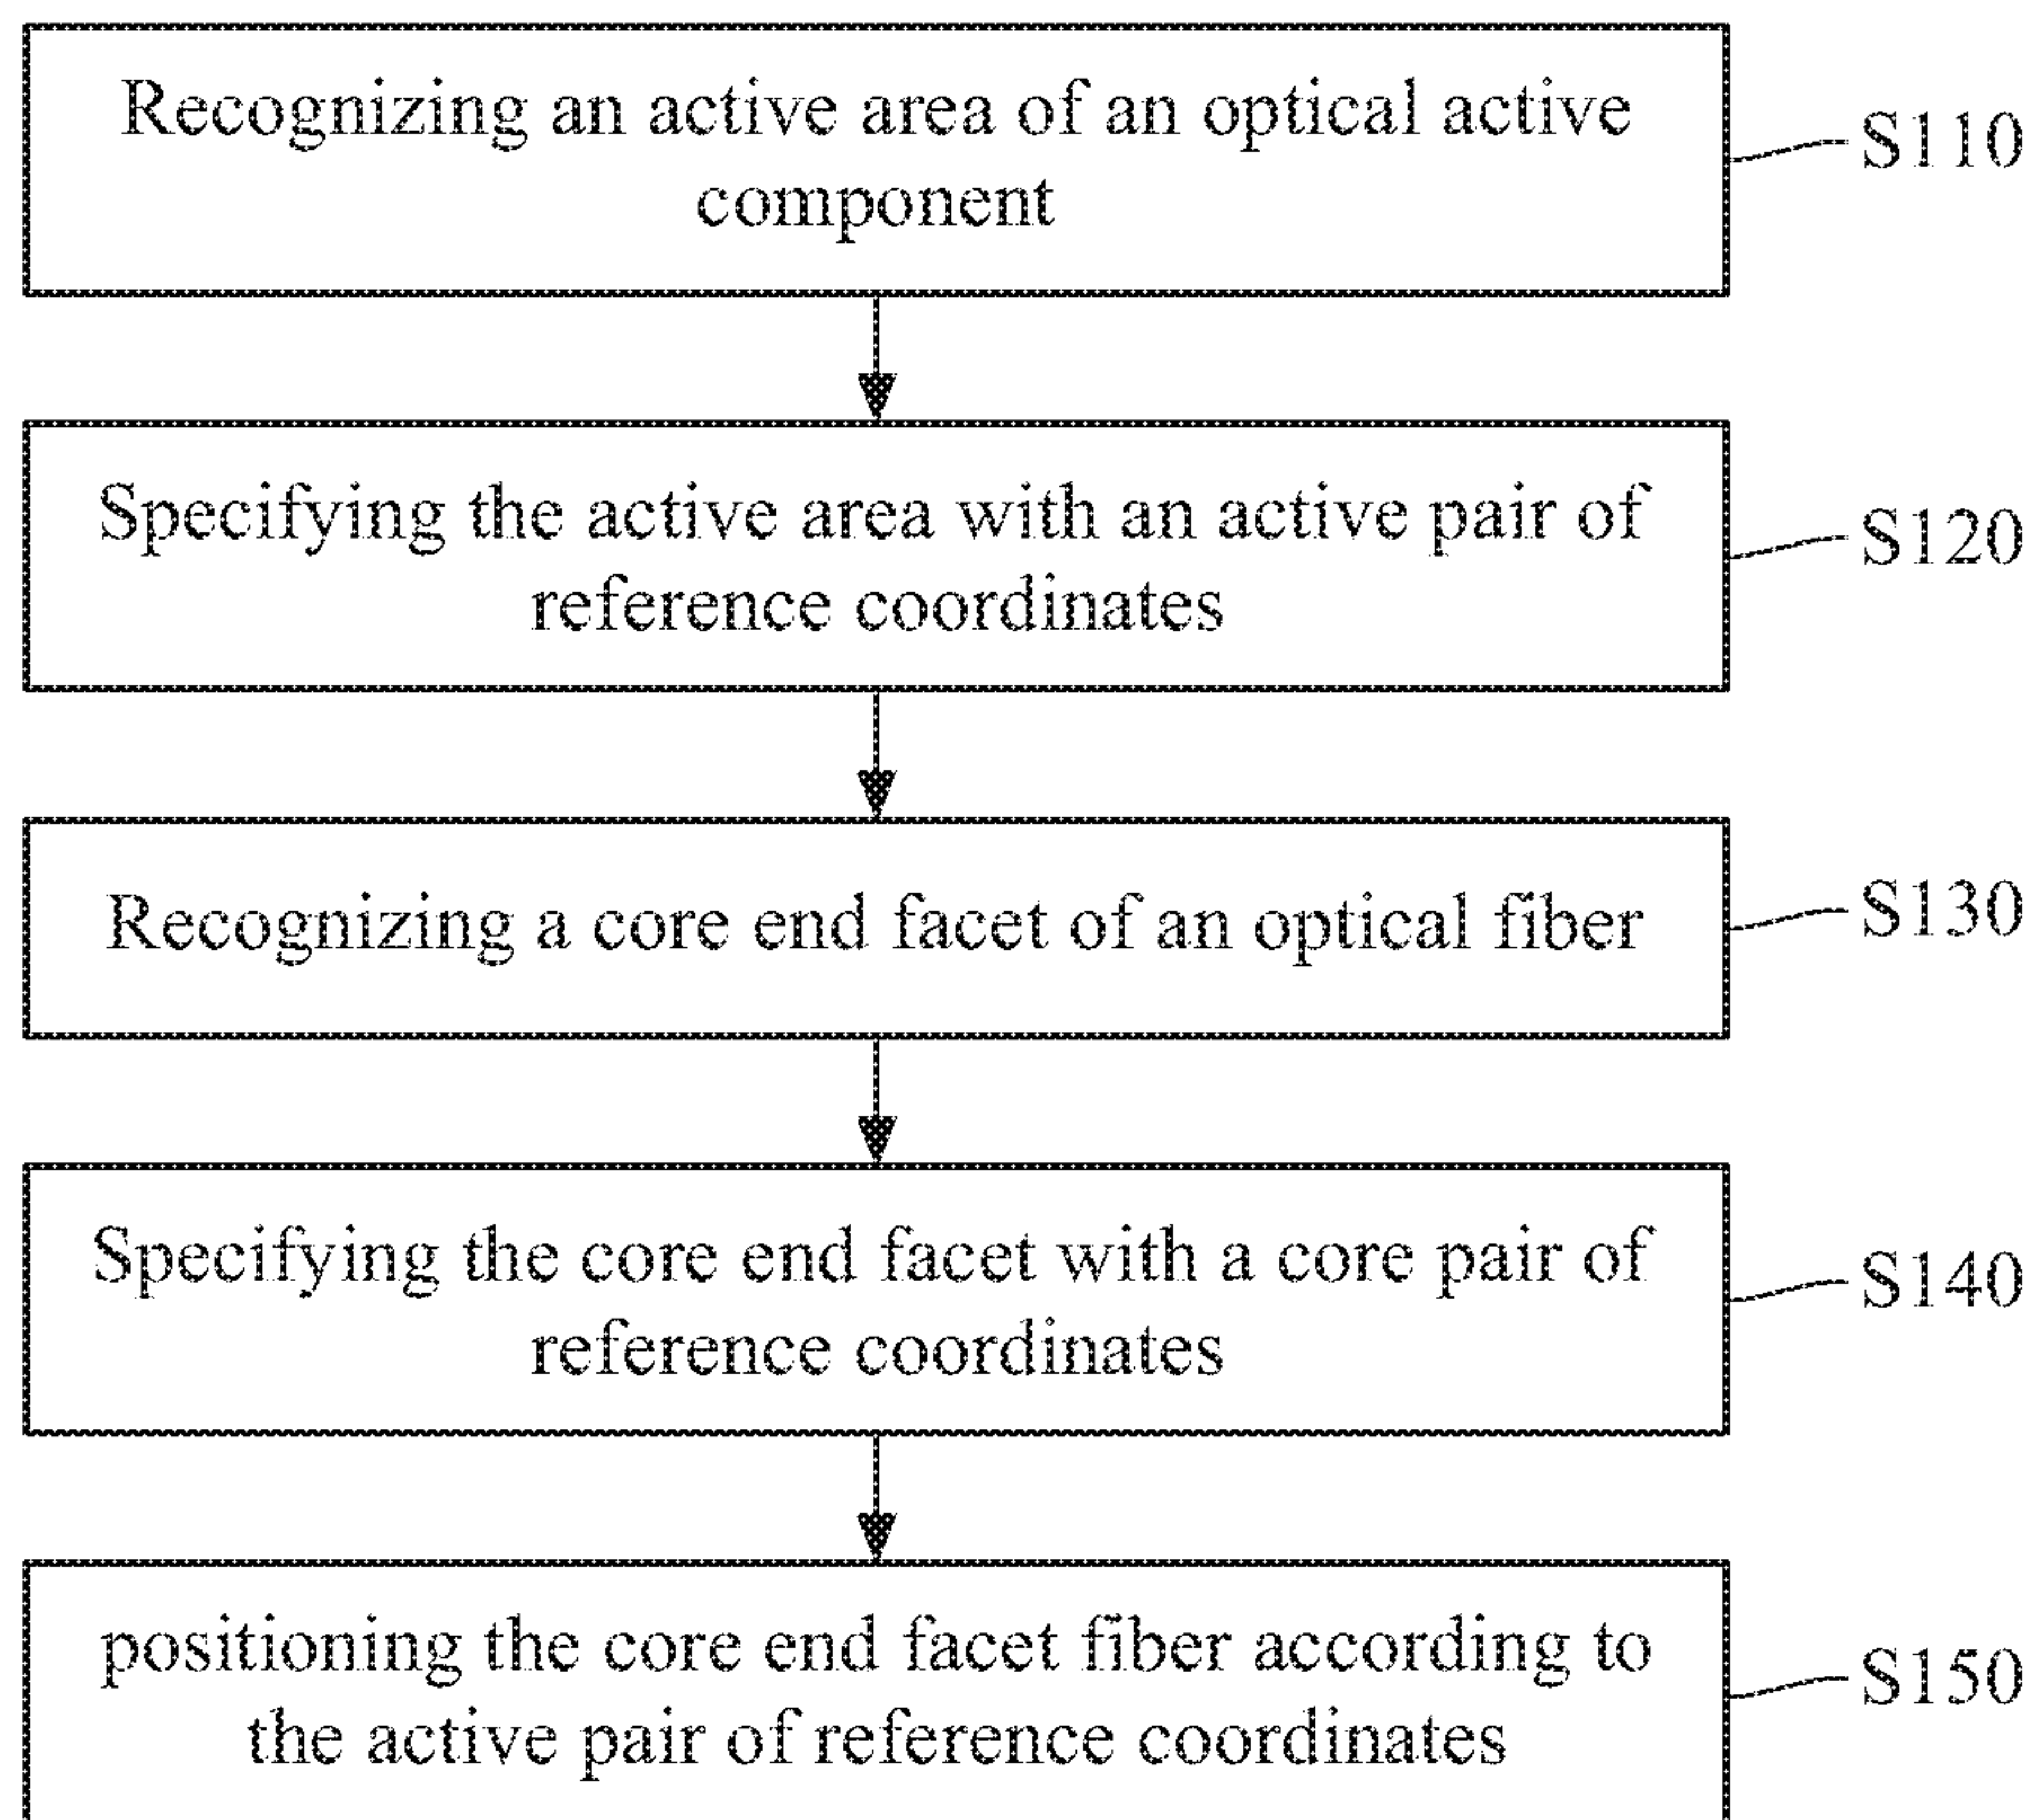 Recognizing an active area of an optical active
component
S110
Specifying the active area with an active pair of
reference coordinates
S120
Recognizing a core end facet of an optical fiber
S130
Specifying the core end facet with a core pair of
reference coordinates
S140
positioning the core end facet fiber according to
the active pair of reference coordinates
S150